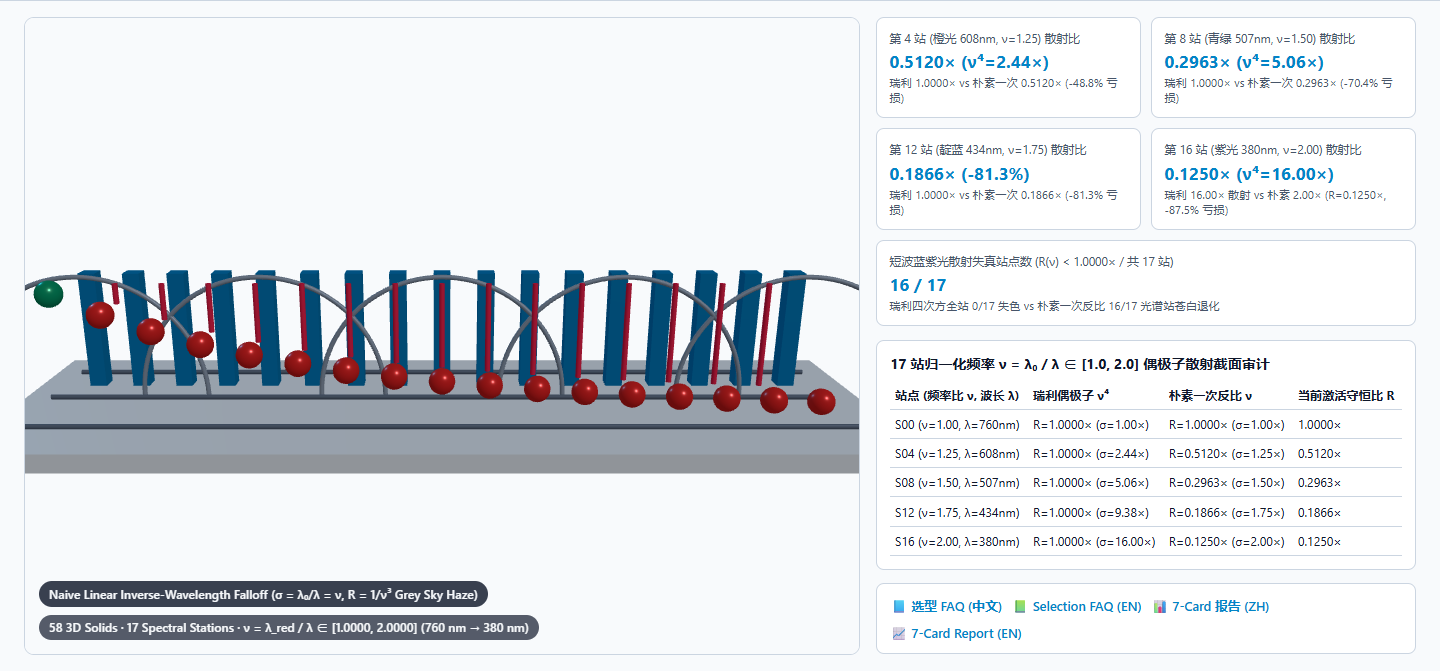 Naive Linear Inverse-Wavelength Falloff (σ = λ₀/λ = ν, R = 1/ν³ Grey Sky Haze)
58 3D Solids · 17 Spectral Stations · ν = λ_red / λ ∈ [1.0000, 2.0000] (760 nm → 380 nm)
第 4 站 (橙光 608nm, ν=1.25) 散射比
0.5120× (ν⁴=2.44×)
瑞利 1.0000× vs 朴素一次 0.5120× (-48.8% 亏
损)
第 8 站 (青绿 507nm, ν=1.50) 散射比
0.2963× (ν⁴=5.06×)
瑞利 1.0000× vs 朴素一次 0.2963× (-70.4% 亏
损)
第 12 站 (靛蓝 434nm, ν=1.75) 散射比
0.1866× (-81.3%)
瑞利 1.0000× vs 朴素一次 0.1866× (-81.3% 亏
损)
第 16 站 (紫光 380nm, ν=2.00) 散射比
0.1250× (ν⁴=16.00×)
瑞利 16.00× 散射 vs 朴素 2.00× (R=0.1250×,
-87.5% 亏损)
短波蓝紫光散射失真站点数 (R(ν) < 1.0000× / 共 17 站)
16 / 17
瑞利四次方全站 0/17 失色 vs 朴素一次反比 16/17 光谱站苍白退化
17 站归一化频率 ν = λ₀ / λ ∈ [1.0, 2.0] 偶极子散射截面审计
站点 (频率比 ν, 波长 λ) 瑞利偶极子 ν⁴ 朴素一次反比 ν 当前激活守恒比 R
S00 (ν=1.00, λ=760nm) R=1.0000× (σ=1.00×) R=1.0000× (σ=1.00×) 1.0000×
S04 (ν=1.25, λ=608nm) R=1.0000× (σ=2.44×) R=0.5120× (σ=1.25×) 0.5120×
S08 (ν=1.50, λ=507nm) R=1.0000× (σ=5.06×) R=0.2963× (σ=1.50×) 0.2963×
S12 (ν=1.75, λ=434nm) R=1.0000× (σ=9.38×) R=0.1866× (σ=1.75×) 0.1866×
S16 (ν=2.00, λ=380nm) R=1.0000× (σ=16.00×) R=0.1250× (σ=2.00×) 0.1250×
选型 FAQ (中文) Selection FAQ (EN) 7-Card 报告 (ZH)
7-Card Report (EN)